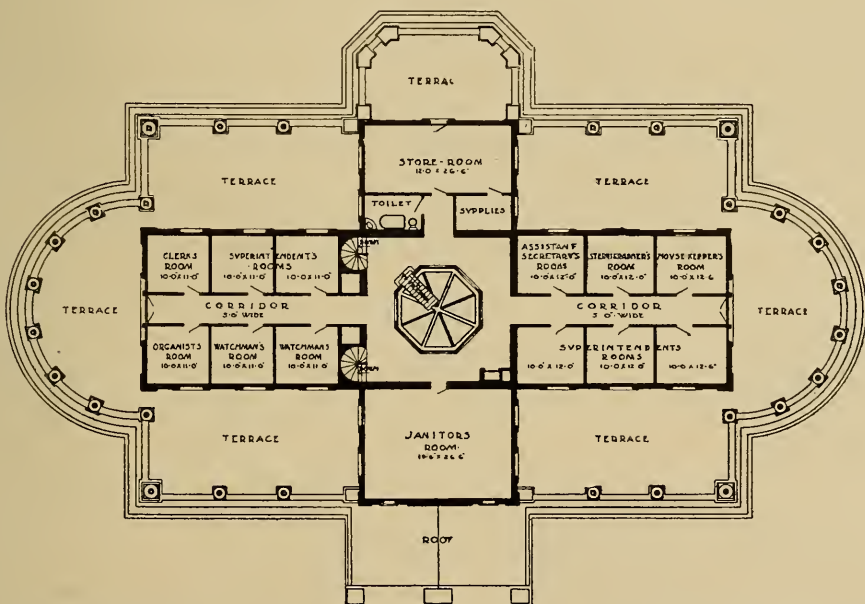 TERRAC
STORE-ROOM
12.0 X 26.6
TERRACE
TERRACE
TOILET
SUPPLIES
CLERKS
ROOM
10.0 X 11.0
SUPERINTENDENTS
ROOMS
10.0 X 11.0
10.0 X 11.0
DOWN
ASSISTANT
SECRETARY'S
ROOMS
10.0 X 12.0
STENOGRAPHER'S
ROOM
10.0 X 12.0
HOUSE-KEEPER'S
ROOM
10.0 X 12.6
TERRACE
CORRIDOR
5.0 WIDE
CORRIDOR
5.0 WIDE
TERRACE
ORGANISTS
ROOM
10.0 X 11.0
WATCHMAN'S
ROOM
10.0 X 11.0
WATCHMANS
ROOM
10.0 X 11.0
DOWN
SUPERINTENDENTS
ROOMS
10.0 X 12.0
10.0 X 12.0
10.0 X 12.6
TERRACE
JANITORS
ROOM.
TERRACE
ROOF